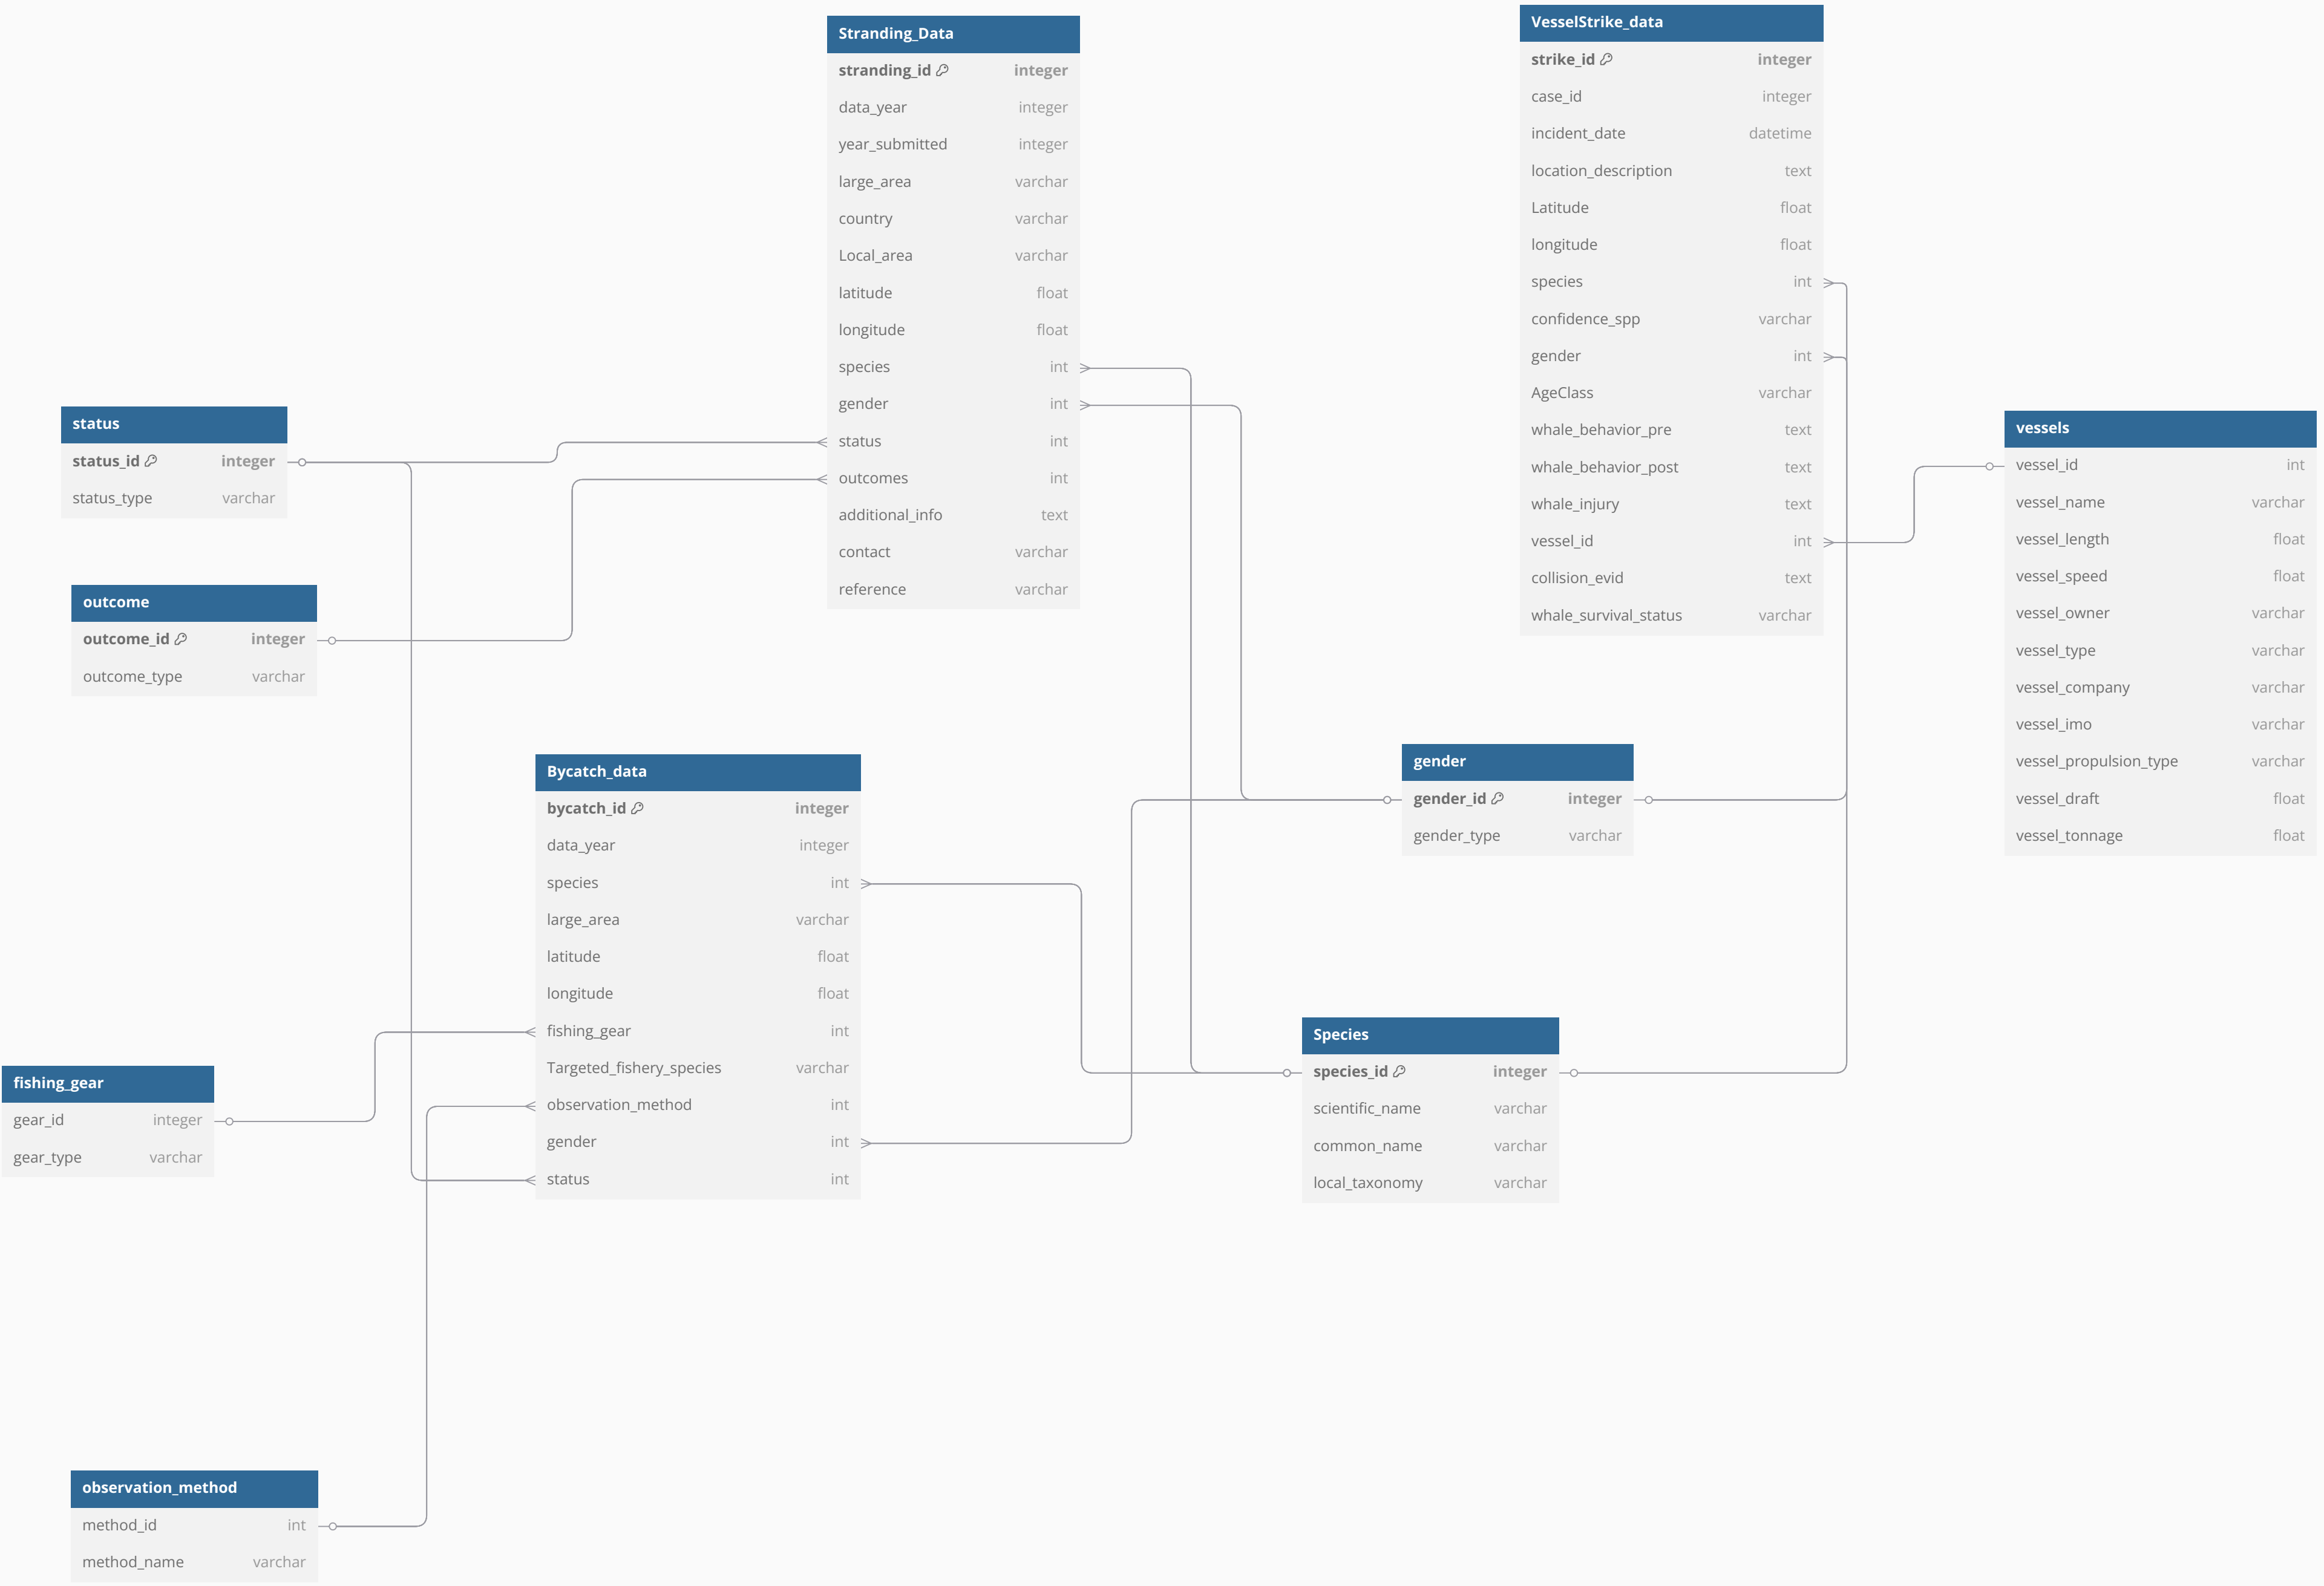 Stranding_Data
stranding_id integer
data_year integer
year_submitted integer
large_area varchar
country varchar
Local_area varchar
latitude float
longitude float
species int
gender int
status int
outcomes int
additional_info text
contact varchar
reference varchar
VesselStrike_data
strike_id integer
case_id integer
incident_date datetime
location_description text
Latitude float
longitude float
species int
confidence_spp varchar
gender int
AgeClass varchar
whale_behavior_pre text
whale_behavior_post text
whale_injury text
vessel_id int
collision_evid text
whale_survival_status varchar
status
status_id integer
status_type varchar
vessels
vessel_id int
vessel_name varchar
vessel_length float
vessel_speed float
vessel_owner varchar
vessel_type varchar
vessel_company varchar
vessel_imo varchar
vessel_propulsion_type varchar
vessel_draft float
vessel_tonnage float
outcome
outcome_id integer
outcome_type varchar
Bycatch_data
bycatch_id integer
data_year integer
species int
large_area varchar
latitude float
longitude float
fishing_gear int
Targeted_fishery_species varchar
observation_method int
gender int
status int
gender
gender_id integer
gender_type varchar
Species
species_id integer
scientific_name varchar
common_name varchar
local_taxonomy varchar
fishing_gear
gear_id integer
gear_type varchar
observation_method
method_id int
method_name varchar